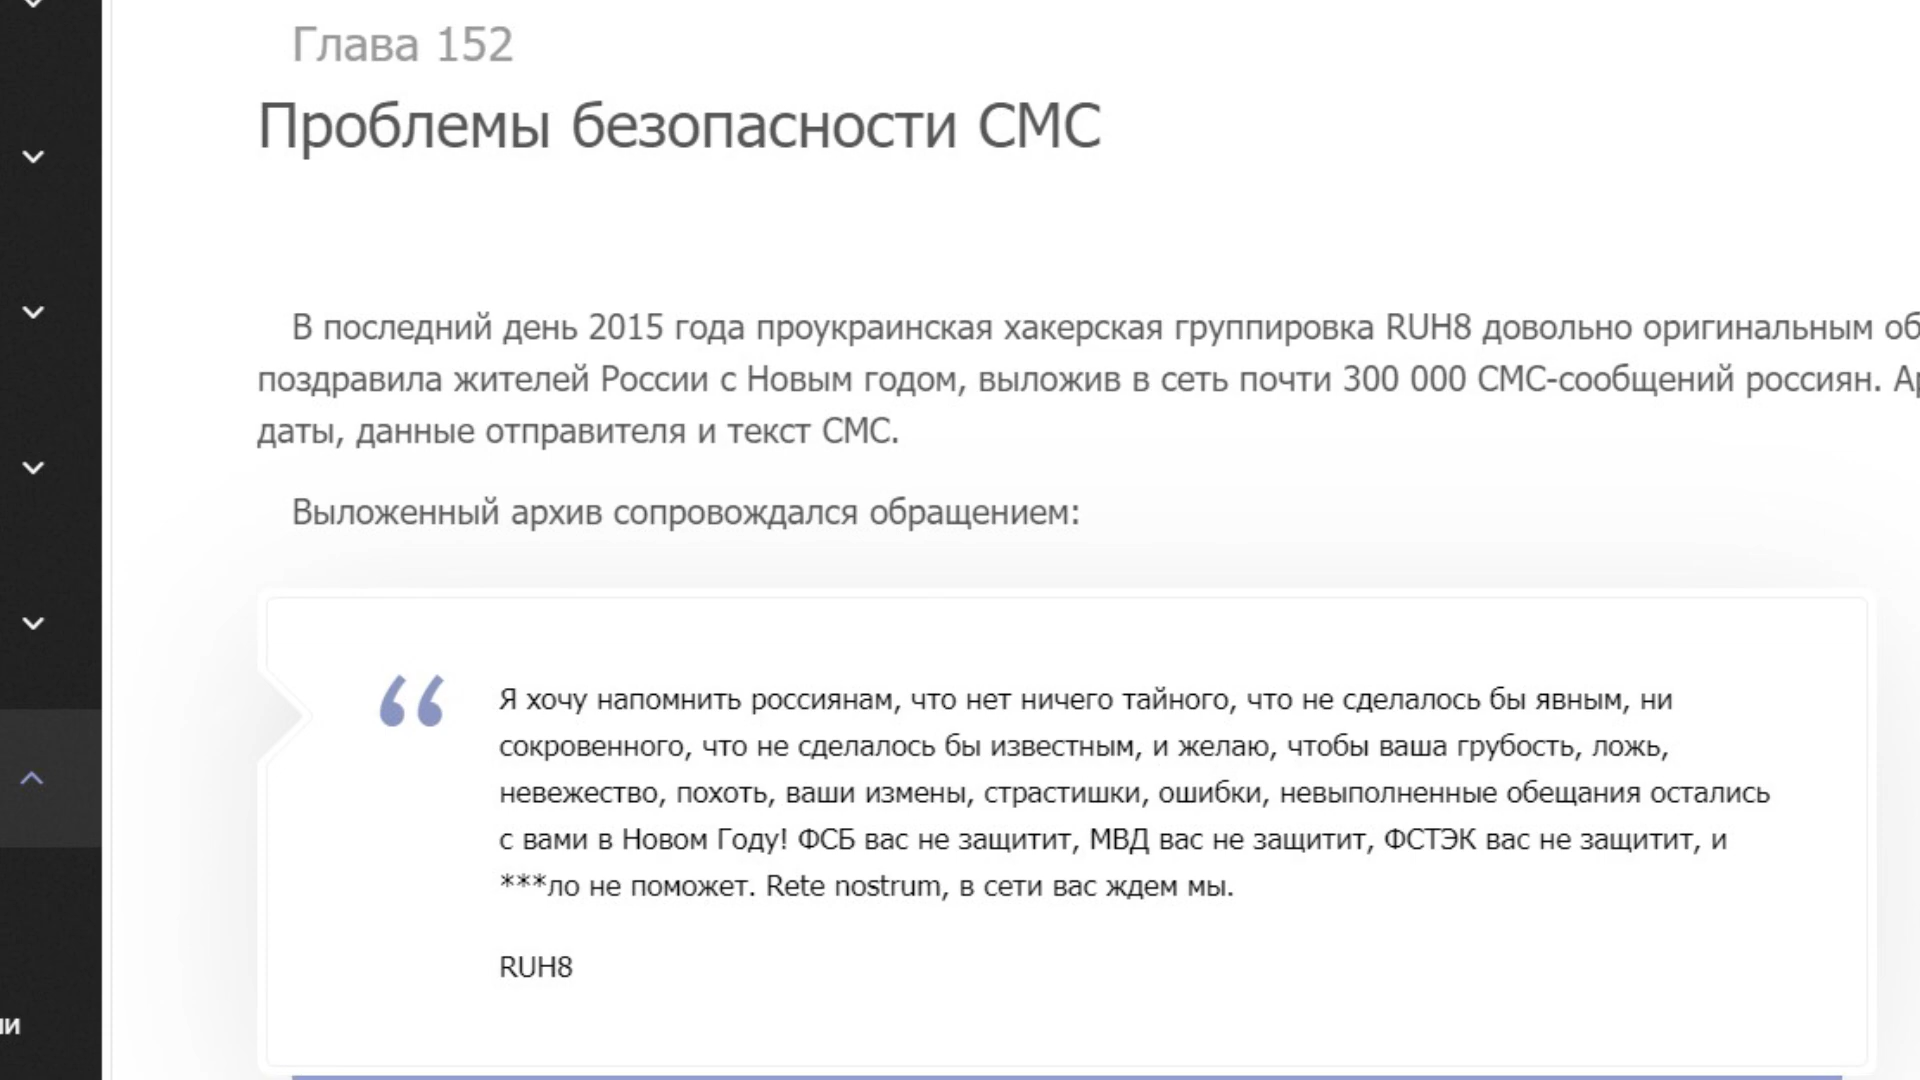 Глава 152
Проблемы безопасности СМС
В последний день 2015 года проукраинская хакерская группировка RUH8 довольно оригинальным
поздравила жителей России с Новым годом, выложив в сеть почти 300 000 СМС-сообщений россиян.
даты, данные отправителя и текст СМС.
Выложенный архив сопровождался обращением:
“
Я хочу напомнить россиянам, что нет ничего тайного, что не сделалось бы явным, ни
сокровенного, что не сделалось бы известным, и желаю, чтобы ваша грубость, ложь,
невежество, похоть, ваши измены, страстишки, ошибки, невыполненные обещания остались
с вами в Новом Году! ФСБ вас не защитит, МВД вас не защитит, ФСТЭК вас не защитит, и
***ло не поможет. Rete nostrum, в сети вас ждем мы.
RUH8